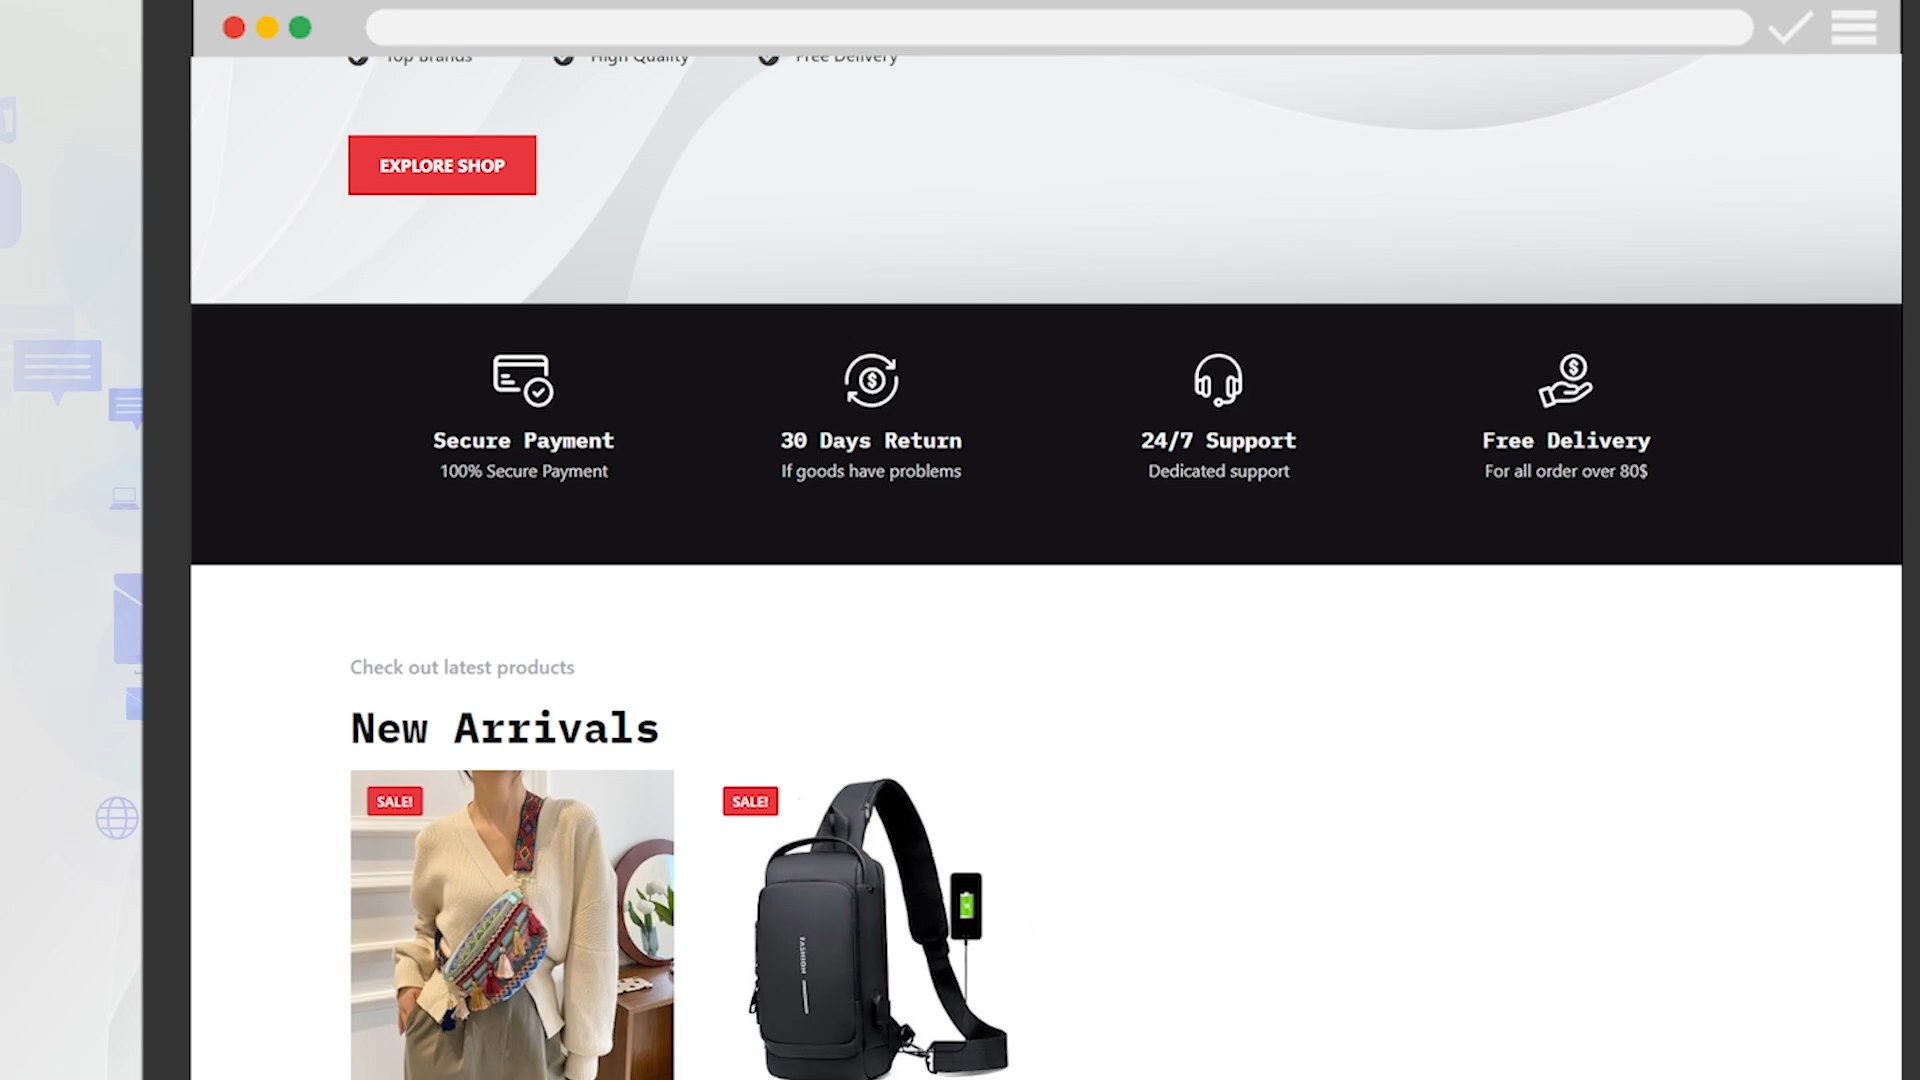 Top Brands
High Quality
Free Delivery
EXPLORE SHOP
Secure Payment
100% Secure Payment
30 Days Return
If goods have problems
24/7 Support
Dedicated support
Free Delivery
For all order over 80$
Check out latest products
New Arrivals
SALE!
SALE!
FASHION